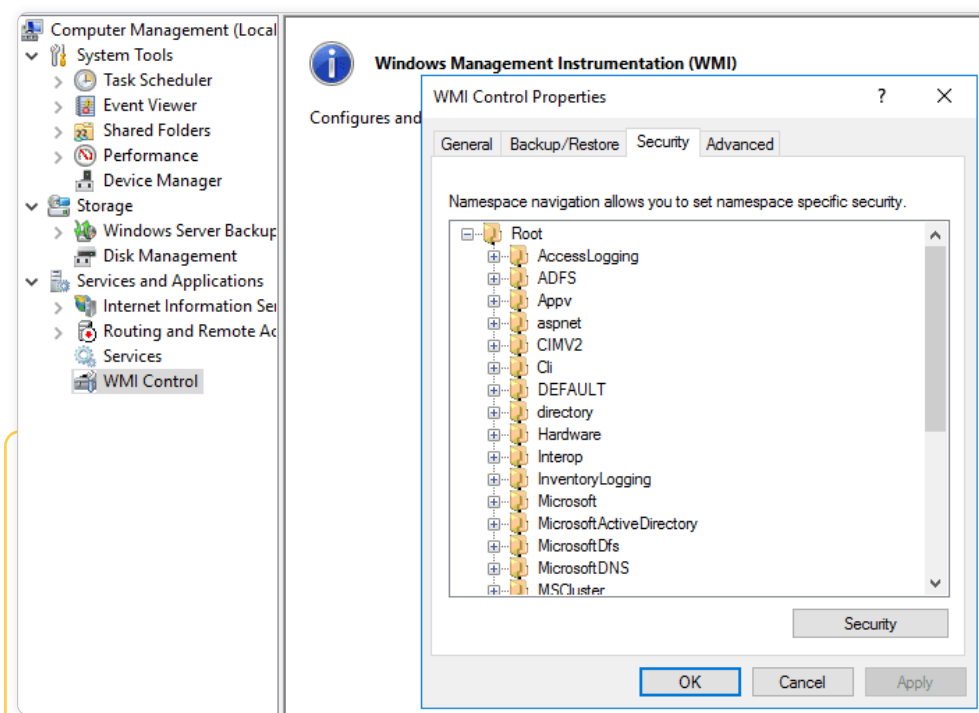 Computer Management (Local
System Tools
Task Scheduler
Event Viewer
Shared Folders
Performance
Device Manager
Storage
Windows Server Backup
Disk Management
Services and Applications
Internet Information Ser
Routing and Remote Ac
Services
WMI Control
Windows Management Instrumentation (WMI)
Configures and
WMI Control Properties
General Backup/Restore Security Advanced
Namespace navigation allows you to set namespace specific security.
Root
AccessLogging
ADFS
Appv
aspnet
CIMV2
Cli
DEFAULT
directory
Hardware
Interop
InventoryLogging
Microsoft
MicrosoftActiveDirectory
MicrosoftDfs
MicrosoftDNS
MSCluster
Security
OK Cancel Apply